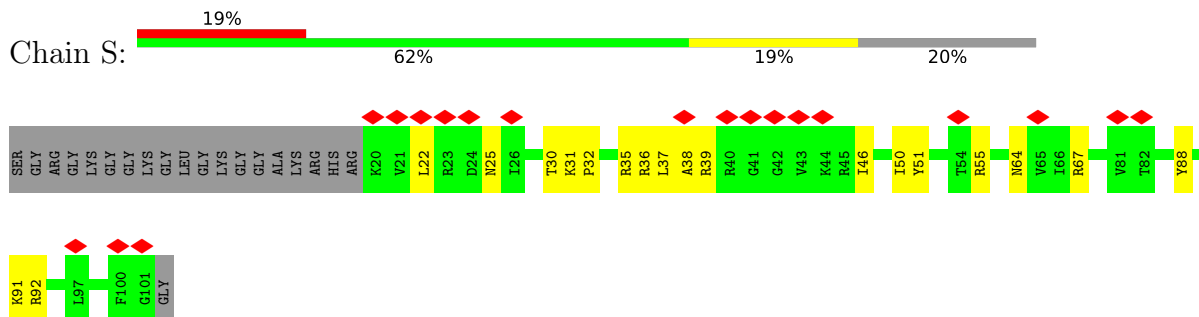 19%
Chain S:
62% 19% 20%
SER GLY ARG GLY LYS GLY GLY LYS GLY LEU GLY LYS GLY GLY ALA LYS ARG HIS ARG K20 V21 L22 R23 D24 N25 I26 T30 K31 P32 R35 R36 L37 A38 R39 R40 G41 G42 V43 K44 R45 I46 I50 Y51 T54 R55 N64 V65 I66 R67 V81 T82 Y88
K91 R92 L97 F100 G101 GLY